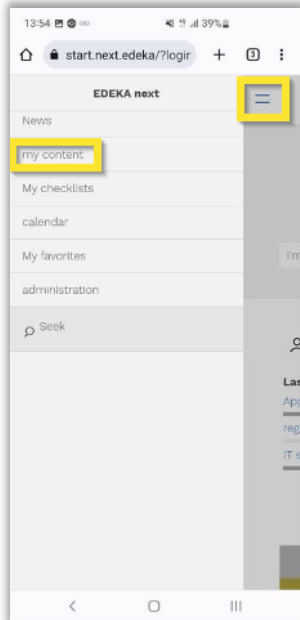 13:54
39%
start.next.edeka/?logir
3
EDEKA next
News
my content
My checklists
calendar
My favorites
administration
Seek
I'm
Las
App
reg
IT s